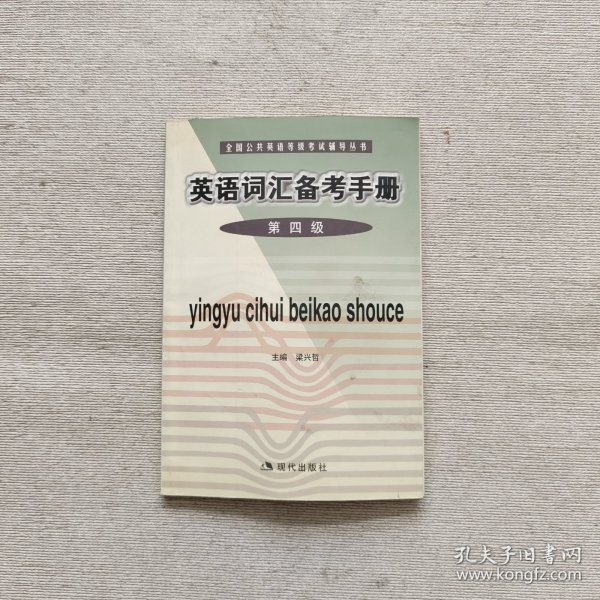 全国公共英语等级考试辅导丛书
英语词汇备考手册
第四级
yingyu cihui beikao shouce
主编 梁兴哲
现代出版社
孔夫子旧书网
www.kongfz.com